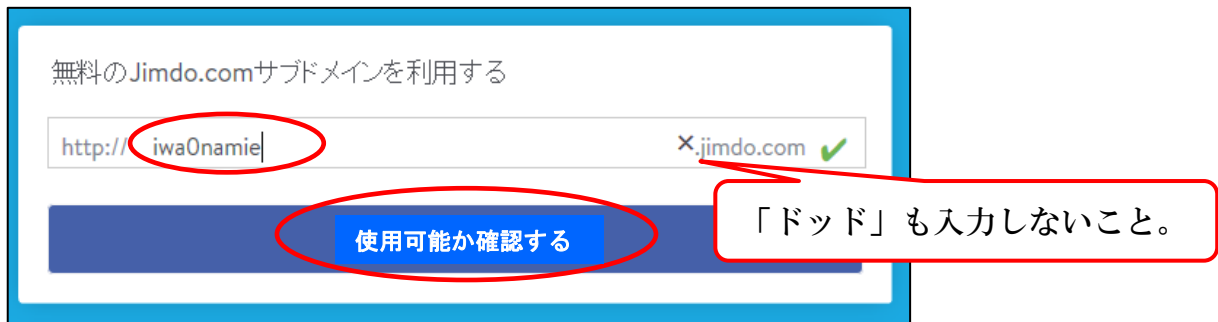 無料のJimdo.comサブドメインを利用する
http:// iwa0namie ×.jimdo.com ✔
「ドッド」も入力しないこと。
使用可能か確認する